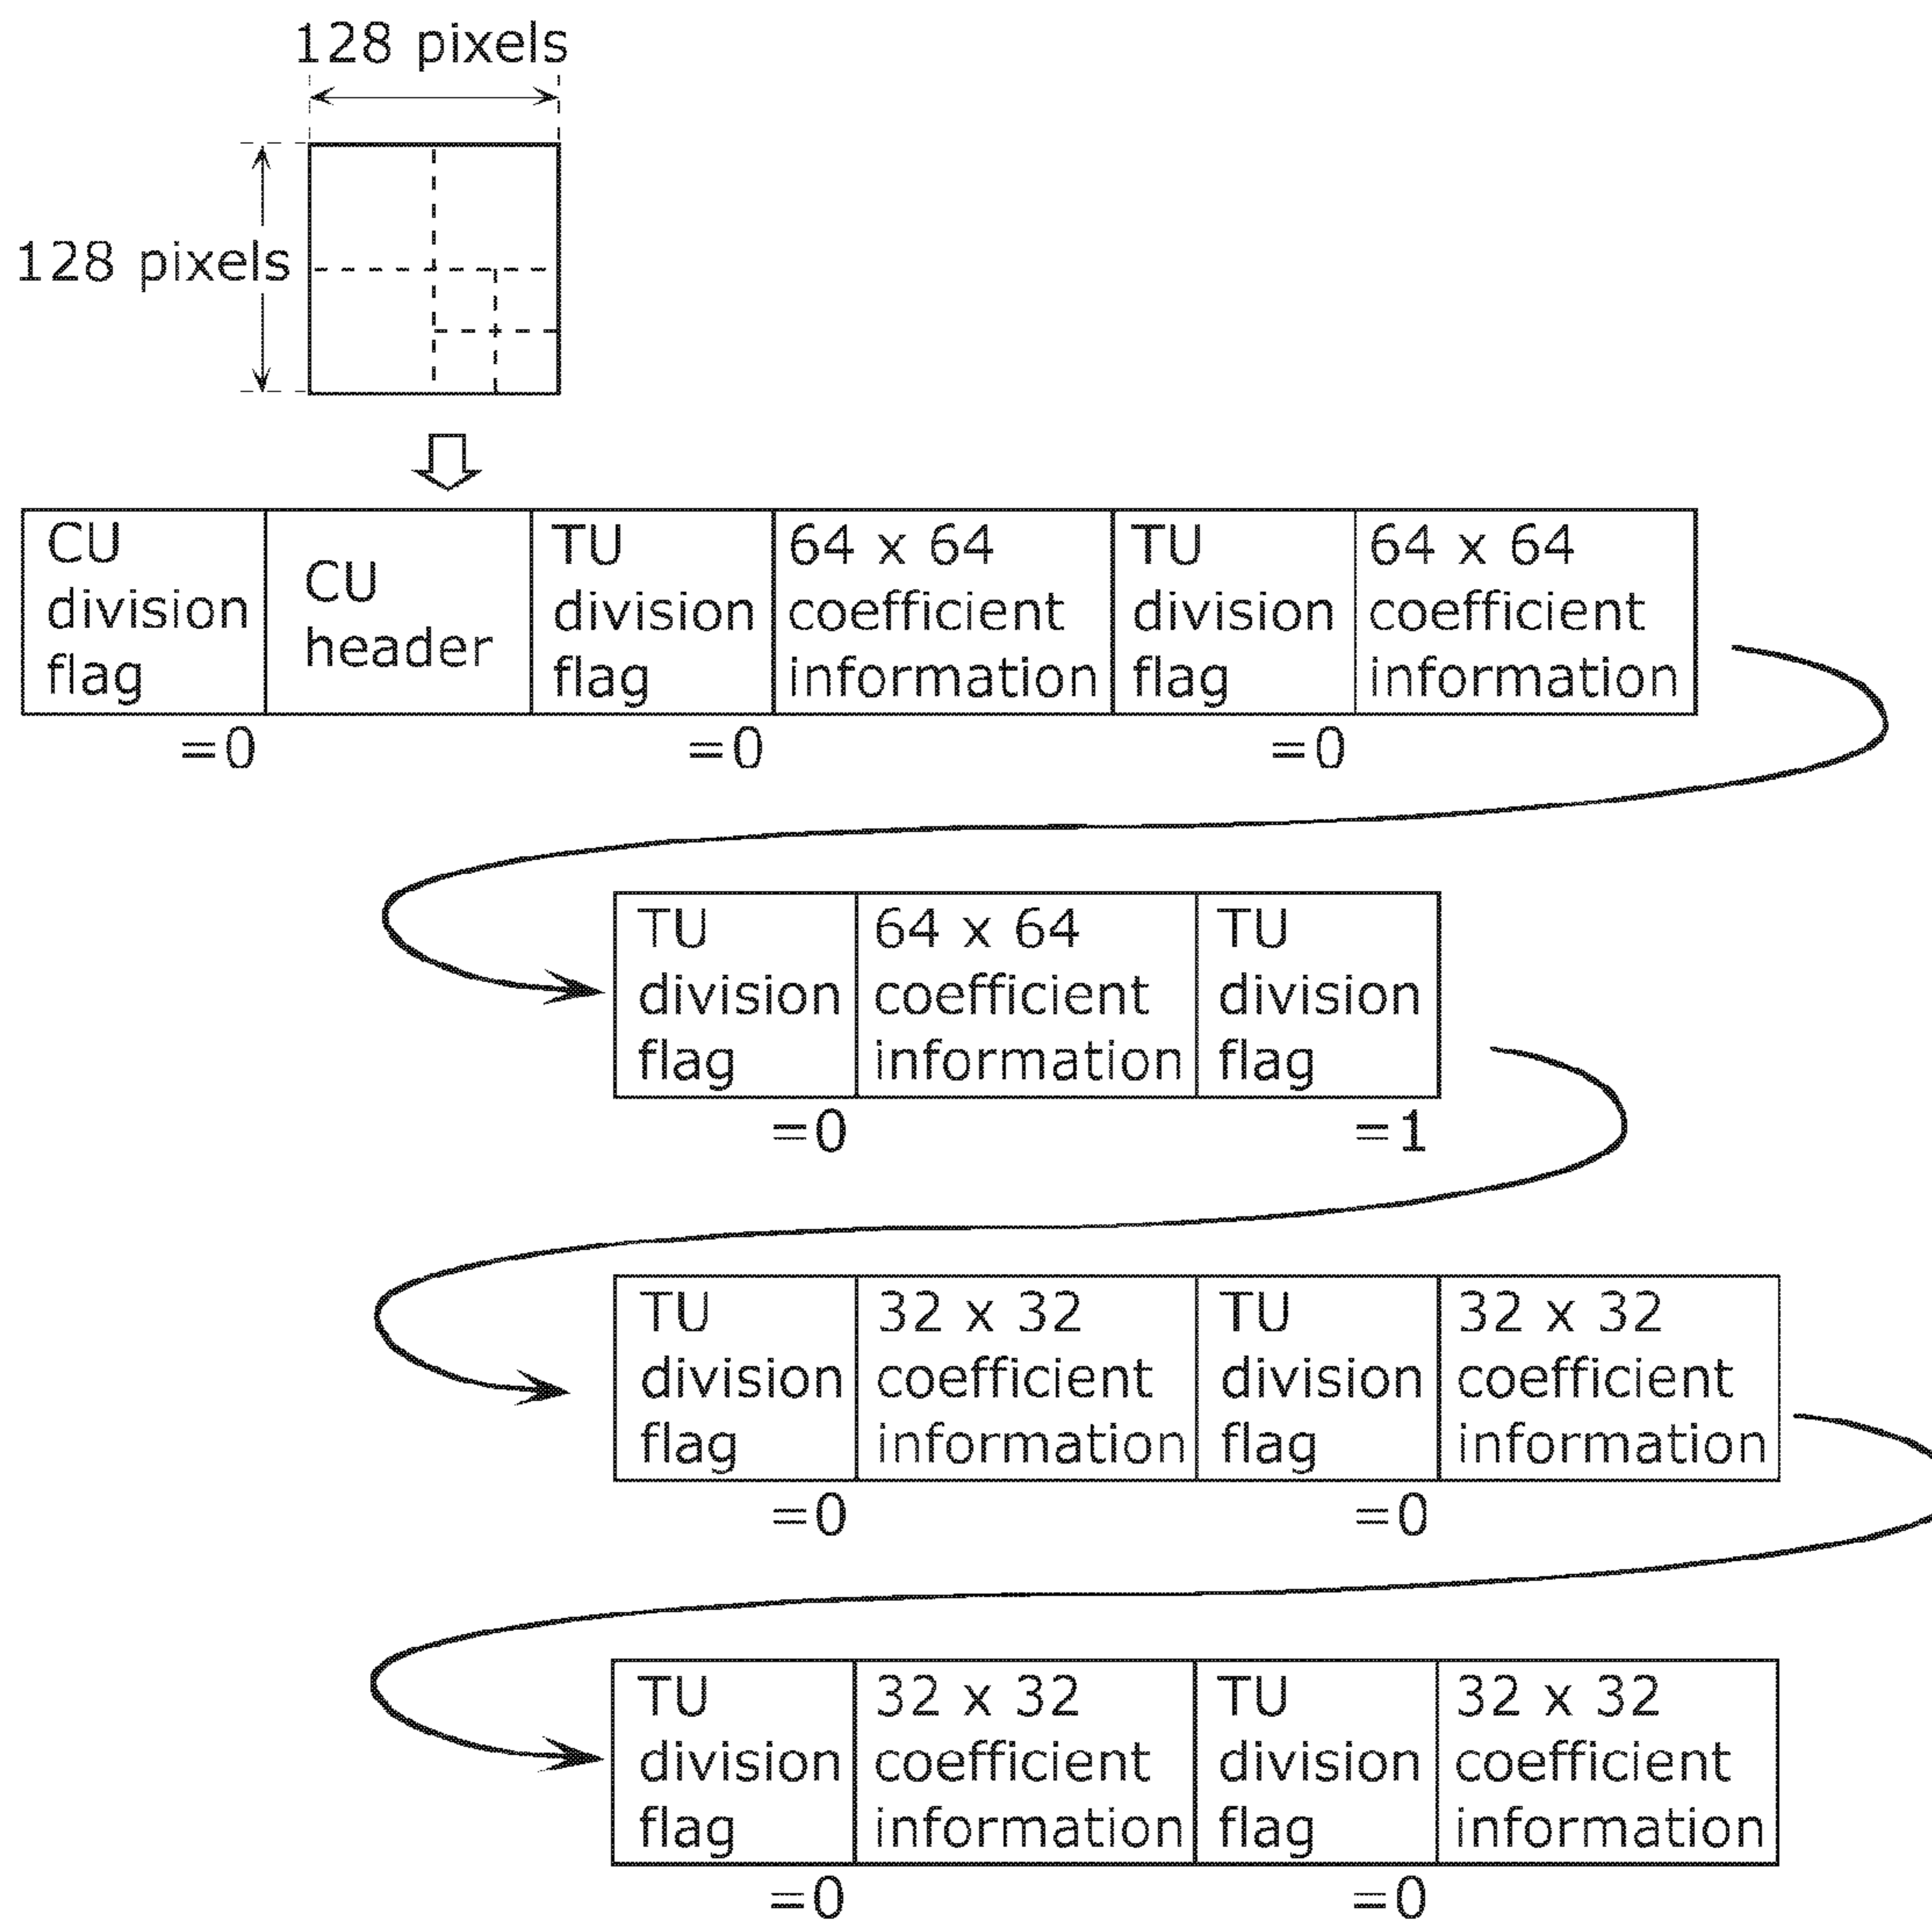 128 pixels
128 pixels
CU
division
flag
CU
header
TU
division
flag
64 x 64
coefficient
information
TU
division
flag
64 x 64
coefficient
information
=0
=0
=0
TU
division
flag
64 x 64
coefficient
information
TU
division
flag
=0
=1
TU
division
flag
32 x 32
coefficient
information
TU
division
flag
32 x 32
coefficient
information
=0
=0
TU
division
flag
32 x 32
coefficient
information
TU
division
flag
32 x 32
coefficient
information
=0
=0